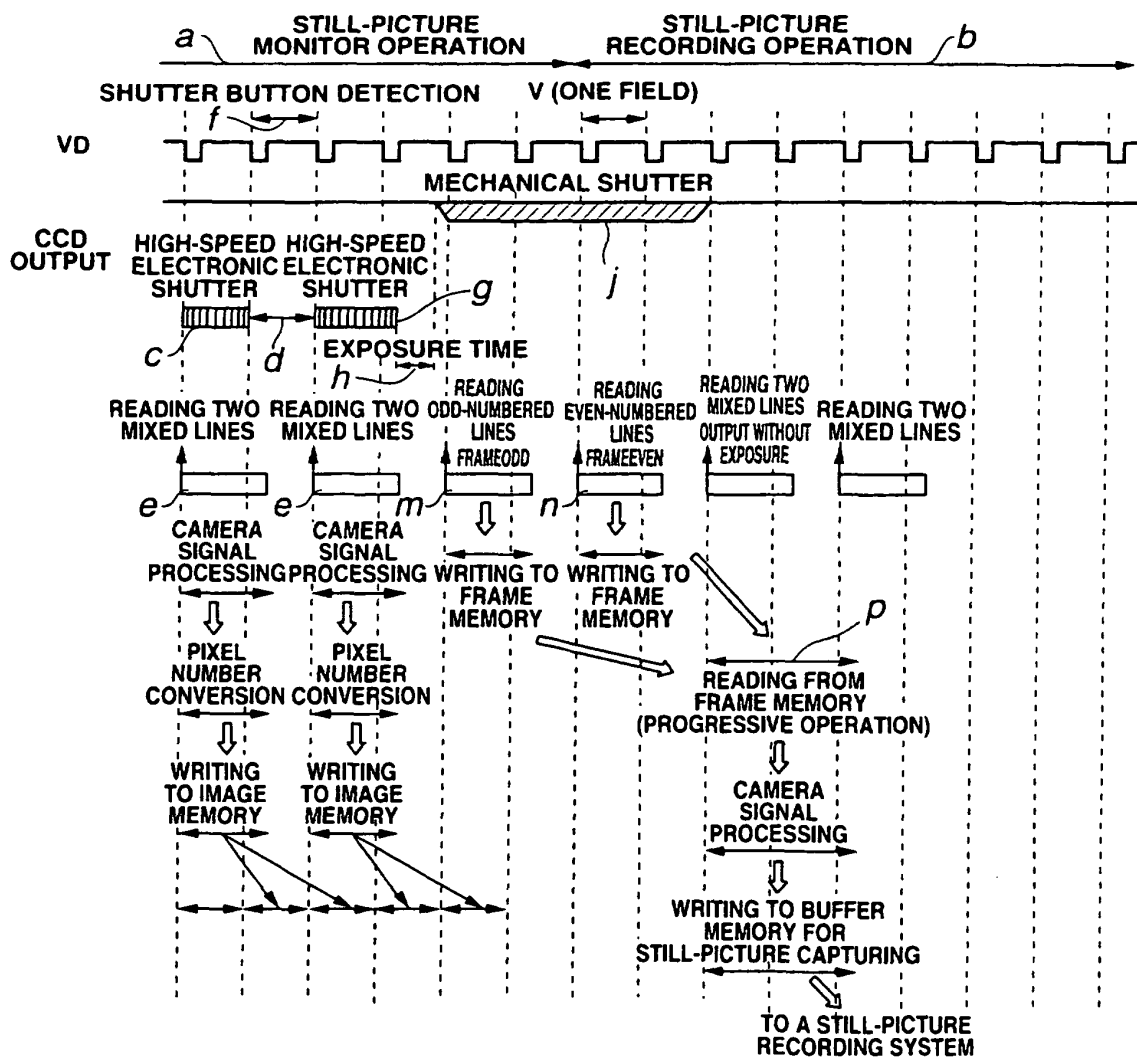 STILL-PICTURE
MONITOR OPERATION
STILL-PICTURE
RECORDING OPERATION
a
b
SHUTTER BUTTON DETECTION
V (ONE FIELD)
f
VD
MECHANICAL SHUTTER
CCD
OUTPUT
HIGH-SPEED
ELECTRONIC
SHUTTER
HIGH-SPEED
ELECTRONIC
SHUTTER
j
g
c
d
EXPOSURE TIME
h
READING TWO
MIXED LINES
READING TWO
MIXED LINES
READING
ODD-NUMBERED
LINES
FRAMEODD
READING
EVEN-NUMBERED
LINES
FRAMEEVEN
READING TWO
MIXED LINES
OUTPUT WITHOUT
EXPOSURE
READING TWO
MIXED LINES
e
e
m
n
CAMERA
SIGNAL
PROCESSING
CAMERA
SIGNAL
PROCESSING
WRITING TO
FRAME
MEMORY
WRITING TO
FRAME
MEMORY
p
PIXEL
NUMBER
CONVERSION
PIXEL
NUMBER
CONVERSION
READING FROM
FRAME MEMORY
(PROGRESSIVE OPERATION)
WRITING
TO IMAGE
MEMORY
WRITING
TO IMAGE
MEMORY
CAMERA
SIGNAL
PROCESSING
WRITING TO BUFFER
MEMORY FOR
STILL-PICTURE CAPTURING
TO A STILL-PICTURE
RECORDING SYSTEM